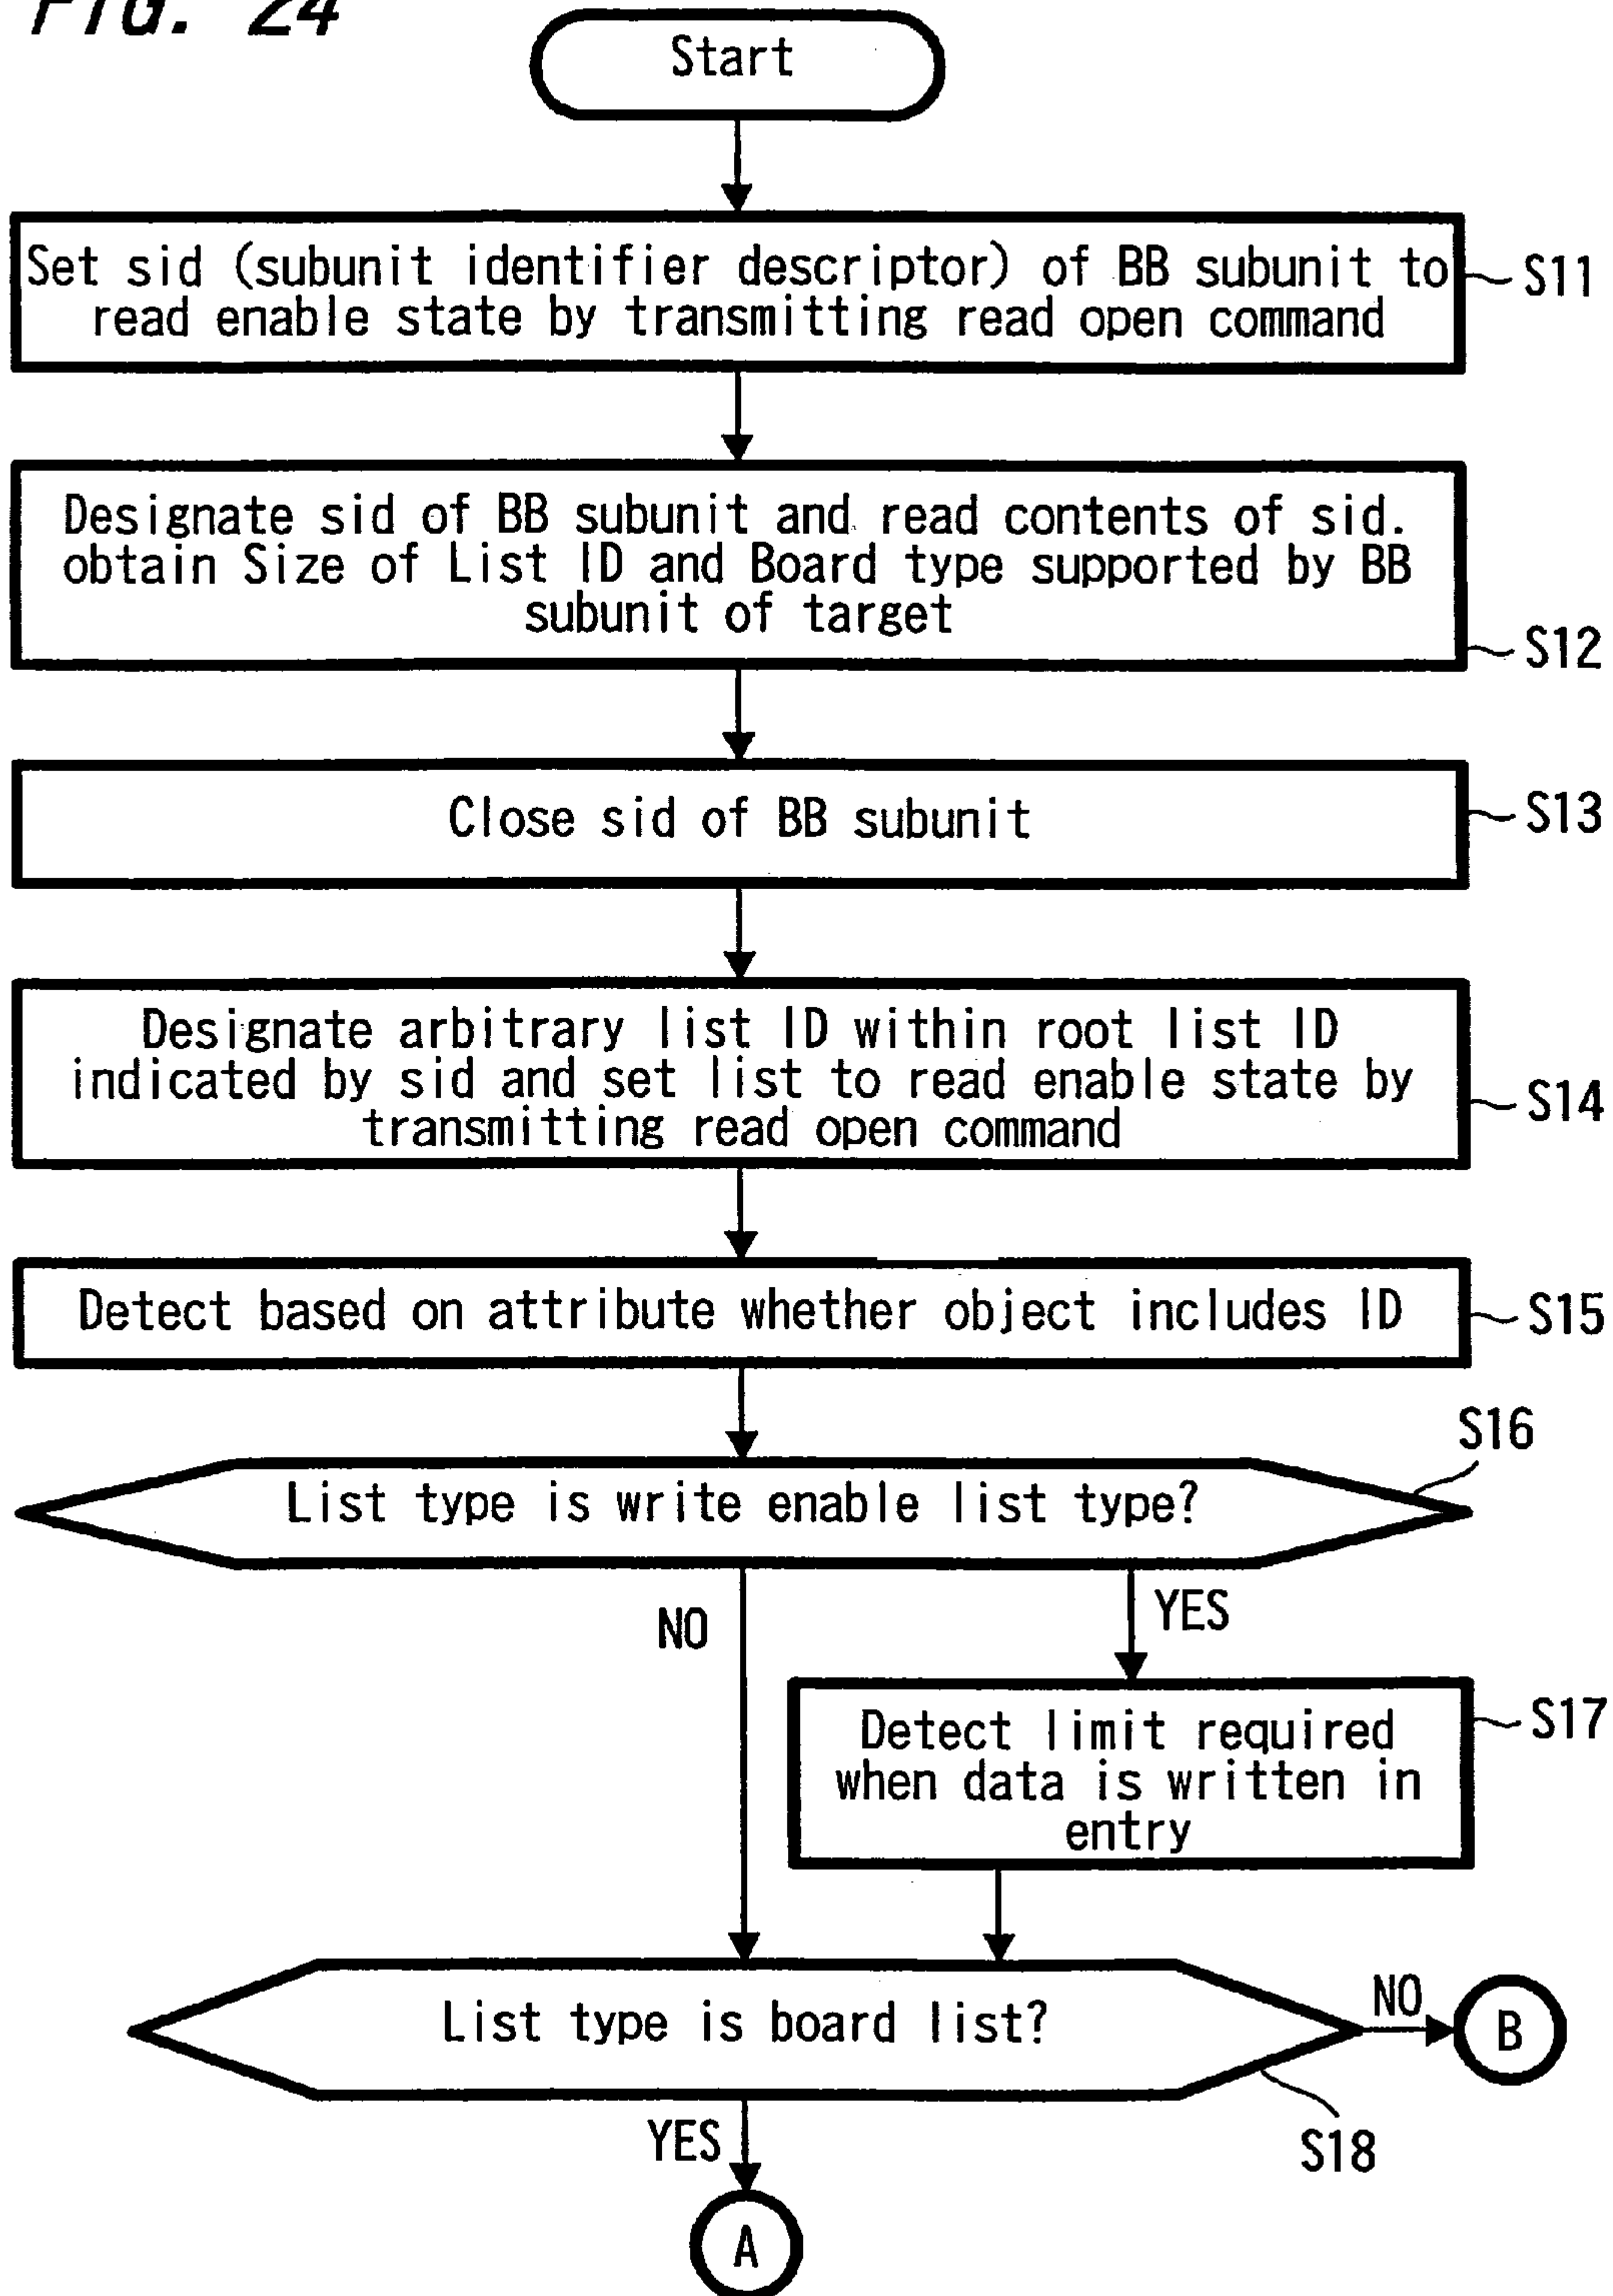 FIG. 24
Start
Set sid (subunit identifier descriptor) of BB subunit to
read enable state by transmitting read open command
S11
Designate sid of BB subunit and read contents of sid.
obtain Size of List ID and Board type supported by BB
subunit of target
S12
Close sid of BB subunit
S13
Designate arbitrary list ID within root list ID
indicated by sid and set list to read enable state by
transmitting read open command
S14
Detect based on attribute whether object includes ID
S15
S16
List type is write enable list type?
NO
YES
Detect limit required
when data is written in
entry
S17
List type is board list?
NO
B
YES
S18
A